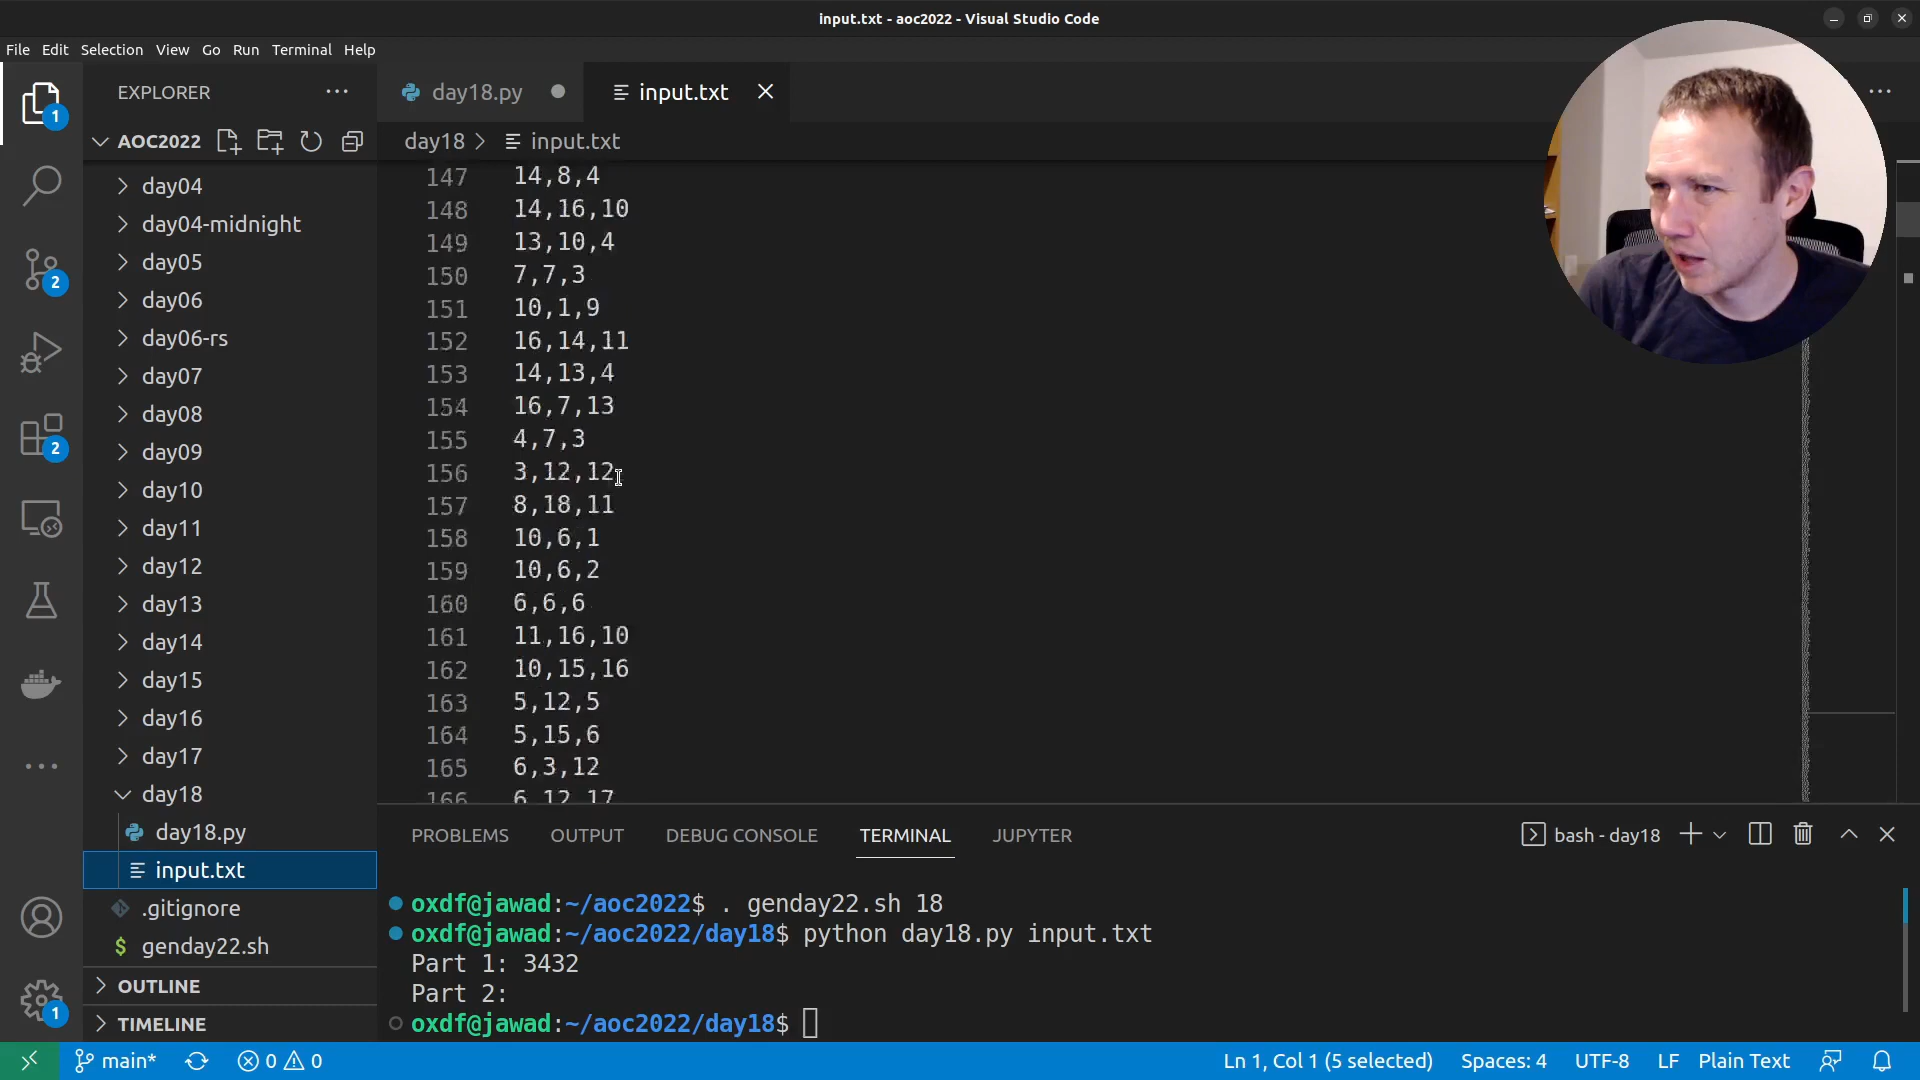 input.txt - aoc2022 - Visual Studio Code
File Edit Selection View Go Run Terminal Help
EXPLORER
AOC2022
day04
day04-midnight
day05
day06
day06-rs
day07
day08
day09
day10
day11
day12
day13
day14
day15
day16
day17
day18
day18.py
input.txt
.gitignore
$ genday22.sh
OUTLINE
TIMELINE
1
2
2
1
day18.py
input.txt
day18 > input.txt
147 14,8,4
148 14,16,10
149 13,10,4
150 7,7,3
151 10,1,9
152 16,14,11
153 14,13,4
154 16,7,13
155 4,7,3
156 3,12,12
157 8,18,11
158 10,6,1
159 10,6,2
160 6,6,6
161 11,16,10
162 10,15,16
163 5,12,5
164 5,15,6
165 6,3,12
166 6,12,17
PROBLEMS OUTPUT DEBUG CONSOLE TERMINAL JUPYTER
bash - day18
oxdf@jawad:~/aoc2022$ . genday22.sh 18
oxdf@jawad:~/aoc2022/day18$ python day18.py input.txt
Part 1: 3432
Part 2:
oxdf@jawad:~/aoc2022/day18$
main* 0 0 Ln 1, Col 1 (5 selected) Spaces: 4 UTF-8 LF Plain Text